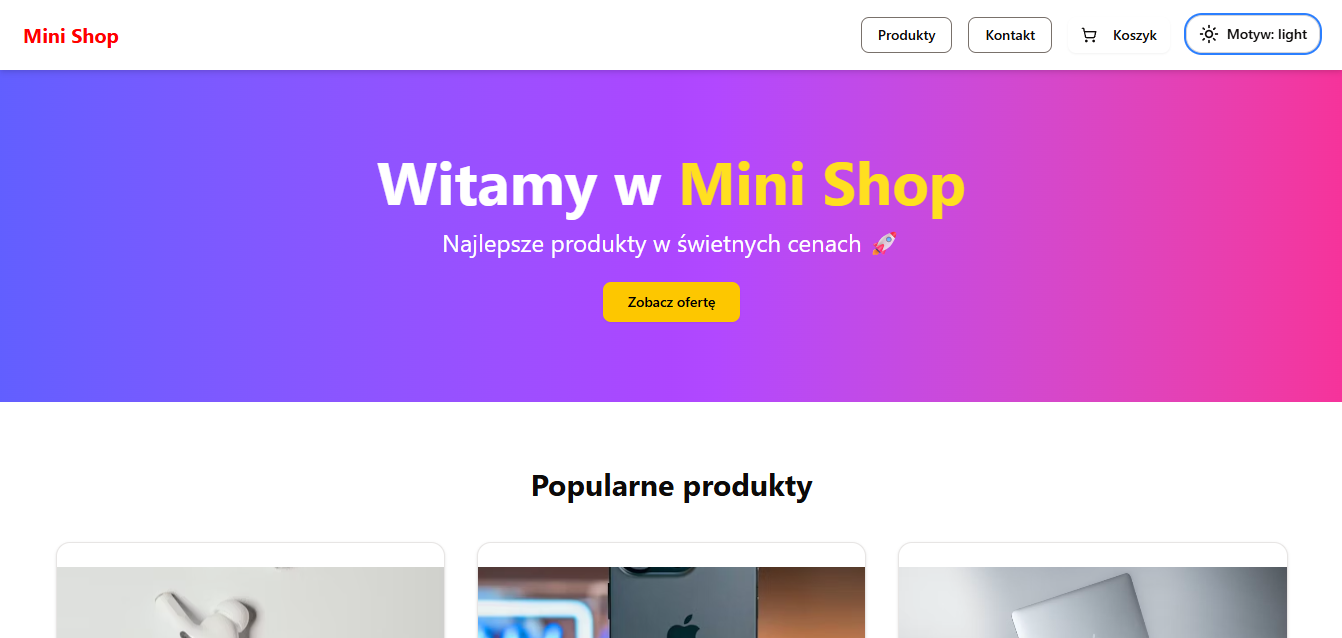 Mini Shop
Produkty
Kontakt
Koszyk
Motyw: light
Witamy w Mini Shop
Najlepsze produkty w świetnych cenach 🚀
Zobacz ofertę
Popularne produkty